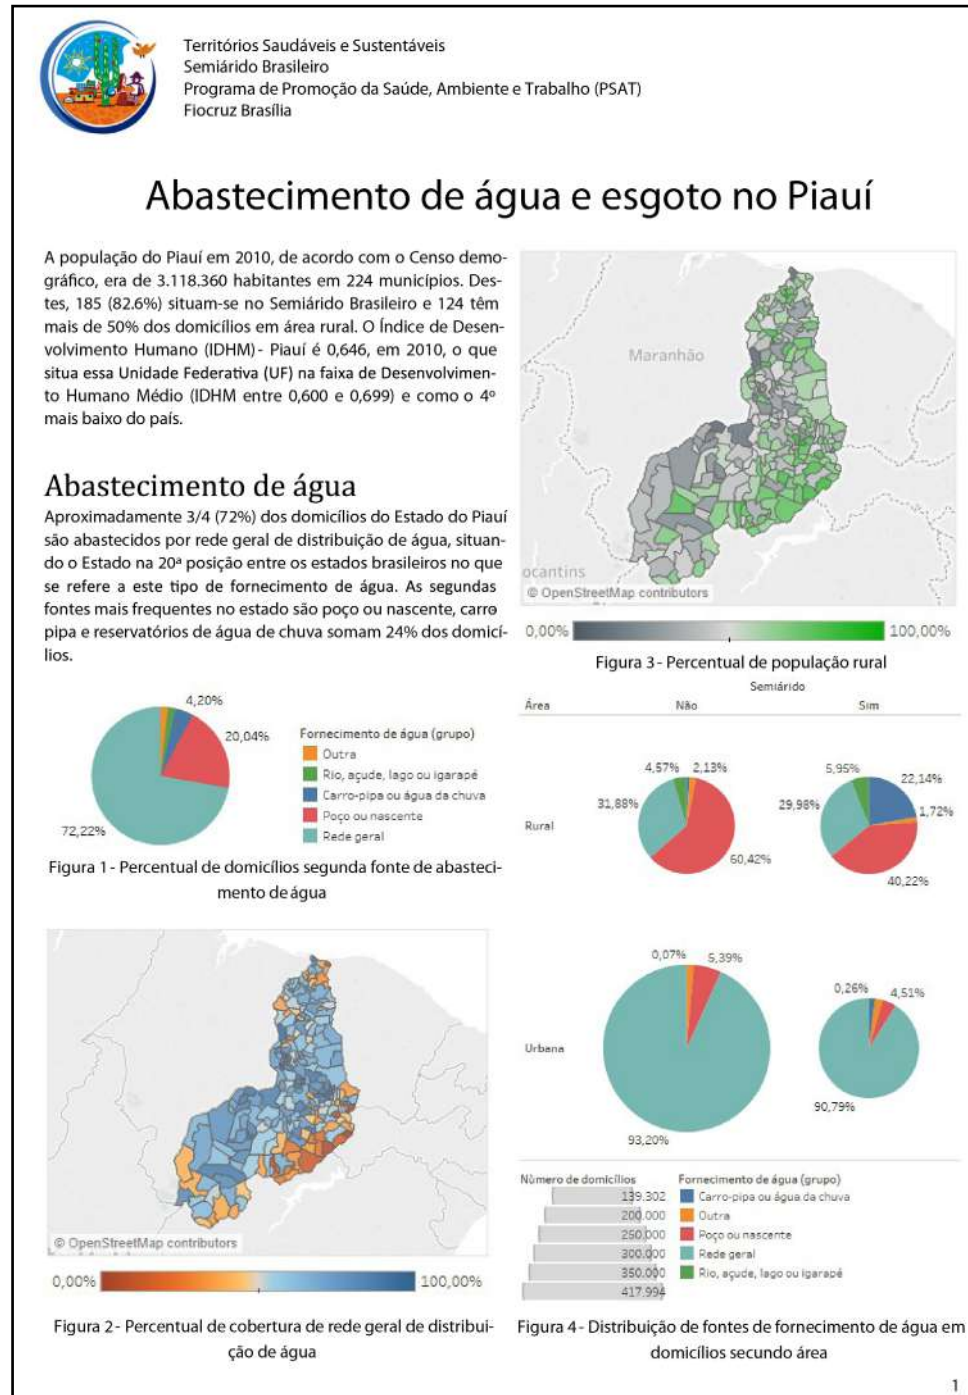 Territórios Saudáveis e Sustentáveis
Semiárido Brasileiro
Programa de Promoção da Saúde, Ambiente e Trabalho (PSAT)
Fiocruz Brasília
Abastecimento de água e esgoto no Piauí
A população do Piauí em 2010, de acordo com o Censo demo-
gráfico, era de 3.118.360 habitantes em 224 municípios. Des-
tes, 185 (82.6%) situam-se no Semiárido Brasileiro e 124 têm
mais de 50% dos domicílios em área rural. O Índice de Desen-
volvimento Humano (IDHM) - Piauí é 0,646, em 2010, o que
situa essa Unidade Federativa (UF) na faixa de Desenvolvimen-
to Humano Médio (IDHM entre 0,600 e 0,699) e como o 4º
mais baixo do país.
Abastecimento de água
Aproximadamente 3/4 (72%) dos domicílios do Estado do Piauí
são abastecidos por rede geral de distribuição de água, situan-
do o Estado na 20ª posição entre os estados brasileiros no que
se refere a este tipo de fornecimento de água. As segundas
fontes mais frequentes no estado são poço ou nascente, carro
pipa e reservatórios de água de chuva somam 24% dos domicí-
lios.
4,20%
20,04%
72,22%
Fornecimento de água (grupo)
Outra
Rio, açude, lago ou igarapé
Carro-pipa ou água da chuva
Poço ou nascente
Rede geral
Figura 1 - Percentual de domicílios segunda fonte de abasteci-
mento de água
© OpenStreetMap contributors
0,00% 100,00%
Figura 2 - Percentual de cobertura de rede geral de distribui-
ção de água
Maranhão
ocantins
© OpenStreetMap contributors
0,00% 100,00%
Figura 3 - Percentual de população rural
Semiárido
Área Não Sim
Rural
4,57% 2,13%
31,88%
60,42%
5,95% 22,14%
29,98% 1,72%
40,22%
Urbana
0,07% 5,39%
93,20%
0,26% 4,51%
90,79%
Número de domicílios
139.302
200.000
250.000
300.000
350.000
417.994
Fornecimento de água (grupo)
Carro-pipa ou água da chuva
Outra
Poço ou nascente
Rede geral
Rio, açude, lago ou igarapé
Figura 4 - Distribuição de fontes de fornecimento de água em
domicílios secundo área
1